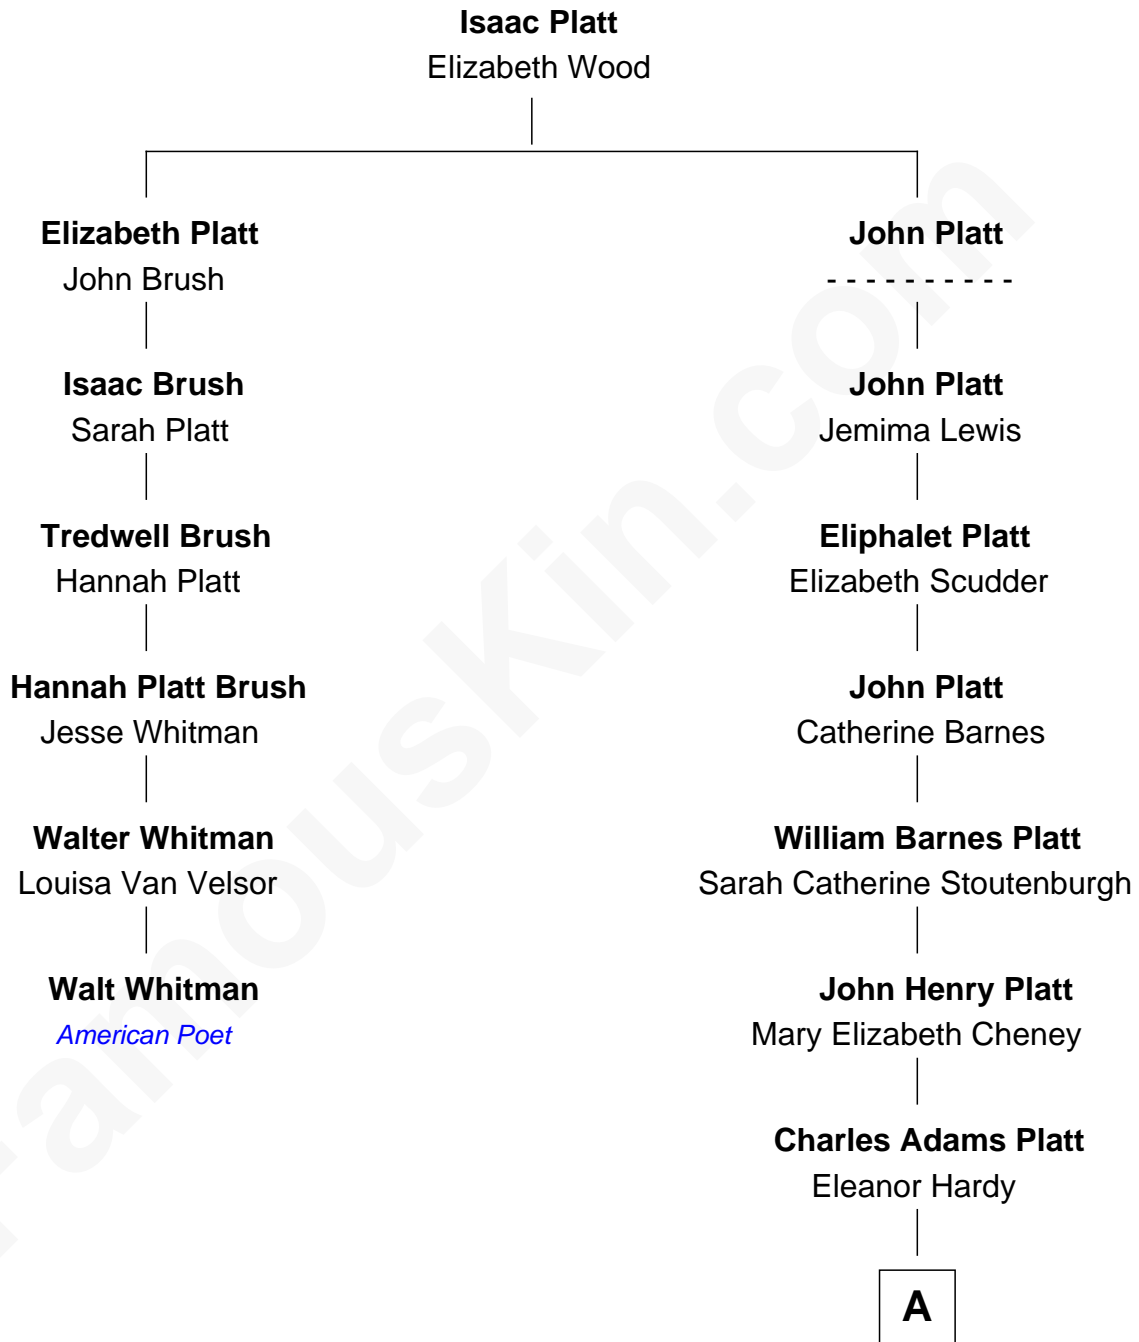 Isaac Platt
Elizabeth Wood
Elizabeth Platt
John Brush
Isaac Brush
Sarah Platt
Tredwell Brush
Hannah Platt
Hannah Platt Brush
Jesse Whitman
Walter Whitman
Louisa Van Velsor
Walt Whitman
American Poet
John Platt
- - - - - - - - - -
John Platt
Jemima Lewis
Eliphalet Platt
Elizabeth Scudder
John Platt
Catherine Barnes
William Barnes Platt
Sarah Catherine Stoutenburgh
John Henry Platt
Mary Elizabeth Cheney
Charles Adams Platt
Eleanor Hardy
A
FamousKin.com